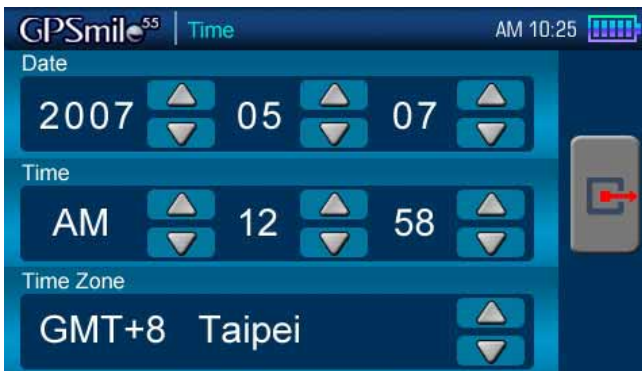 GPSmile55 Time AM 10:25
Date
2007 05 07
Time
AM 12 58
Time Zone
GMT+8 Taipei